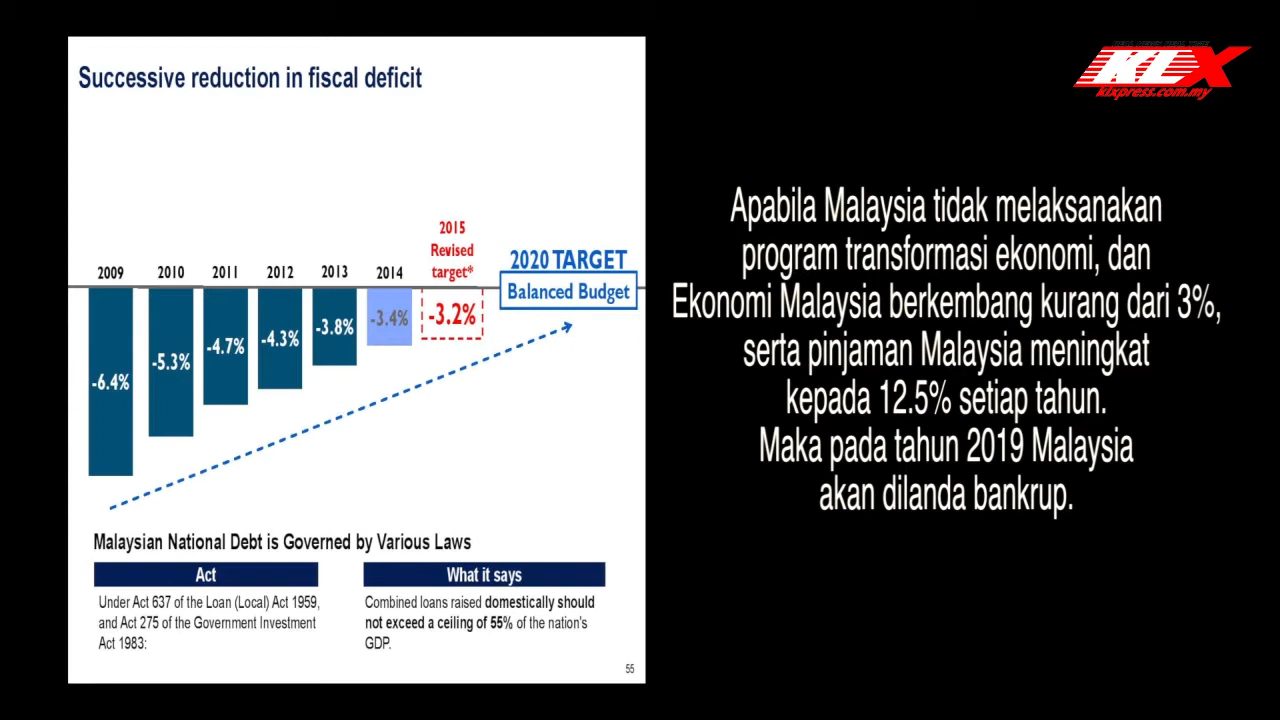 Successive reduction in fiscal deficit
2009
2010
2011
2012
2013
2014
2015
Revised
target*
2020 TARGET
Balanced Budget
-6.4%
-5.3%
-4.7%
-4.3%
-3.8%
-3.4%
-3.2%
Malaysian National Debt is Governed by Various Laws
Act
What it says
Under Act 637 of the Loan (Local) Act 1959,
and Act 275 of the Government Investment
Act 1983:
Combined loans raised domestically should
not exceed a ceiling of 55% of the nation's
GDP.
55
KLX
klxpress.com.my
Apabila Malaysia tidak melaksanakan
program transformasi ekonomi, dan
Ekonomi Malaysia berkembang kurang dari 3%,
serta pinjaman Malaysia meningkat
kepada 12.5% setiap tahun.
Maka pada tahun 2019 Malaysia
akan dilanda bankrup.